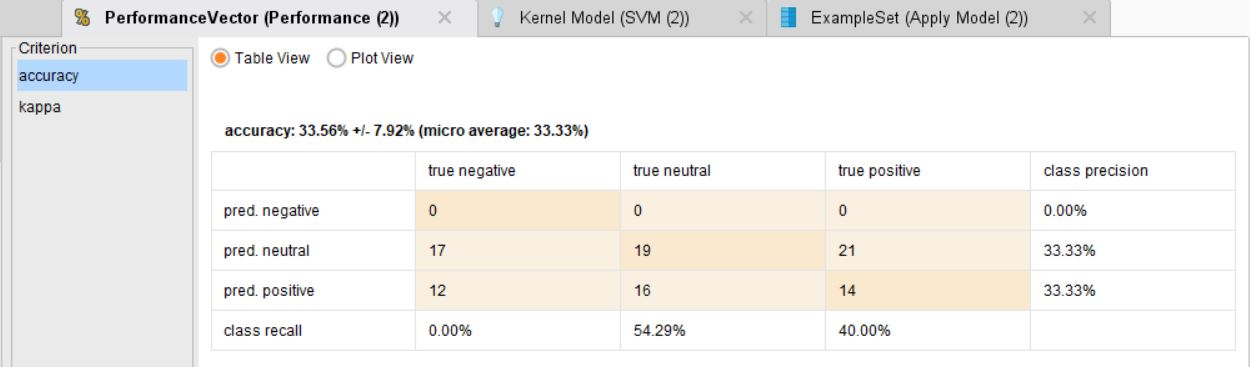 PerformanceVector (Performance (2)) Kernel Model (SVM (2)) ExampleSet (Apply Model (2))
Criterion
accuracy
kappa
Table View Plot View
accuracy: 33.56% +/- 7.92% (micro average: 33.33%)
true negative true neutral true positive class precision
pred. negative 0 0 0 0.00%
pred. neutral 17 19 21 33.33%
pred. positive 12 16 14 33.33%
class recall 0.00% 54.29% 40.00%